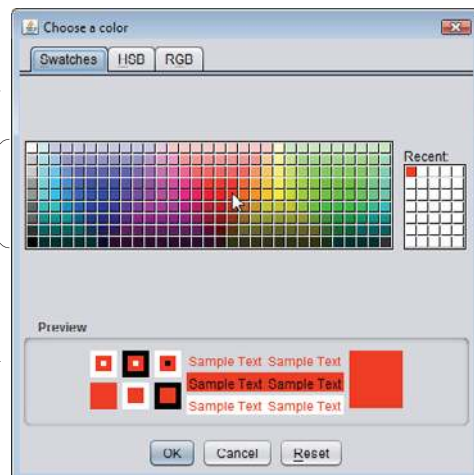 Choose a color
Swatches HSB RGB
Recent:
Preview
Sample Text Sample Text
Sample Text Sample Text
Sample Text Sample Text
OK Cancel Reset